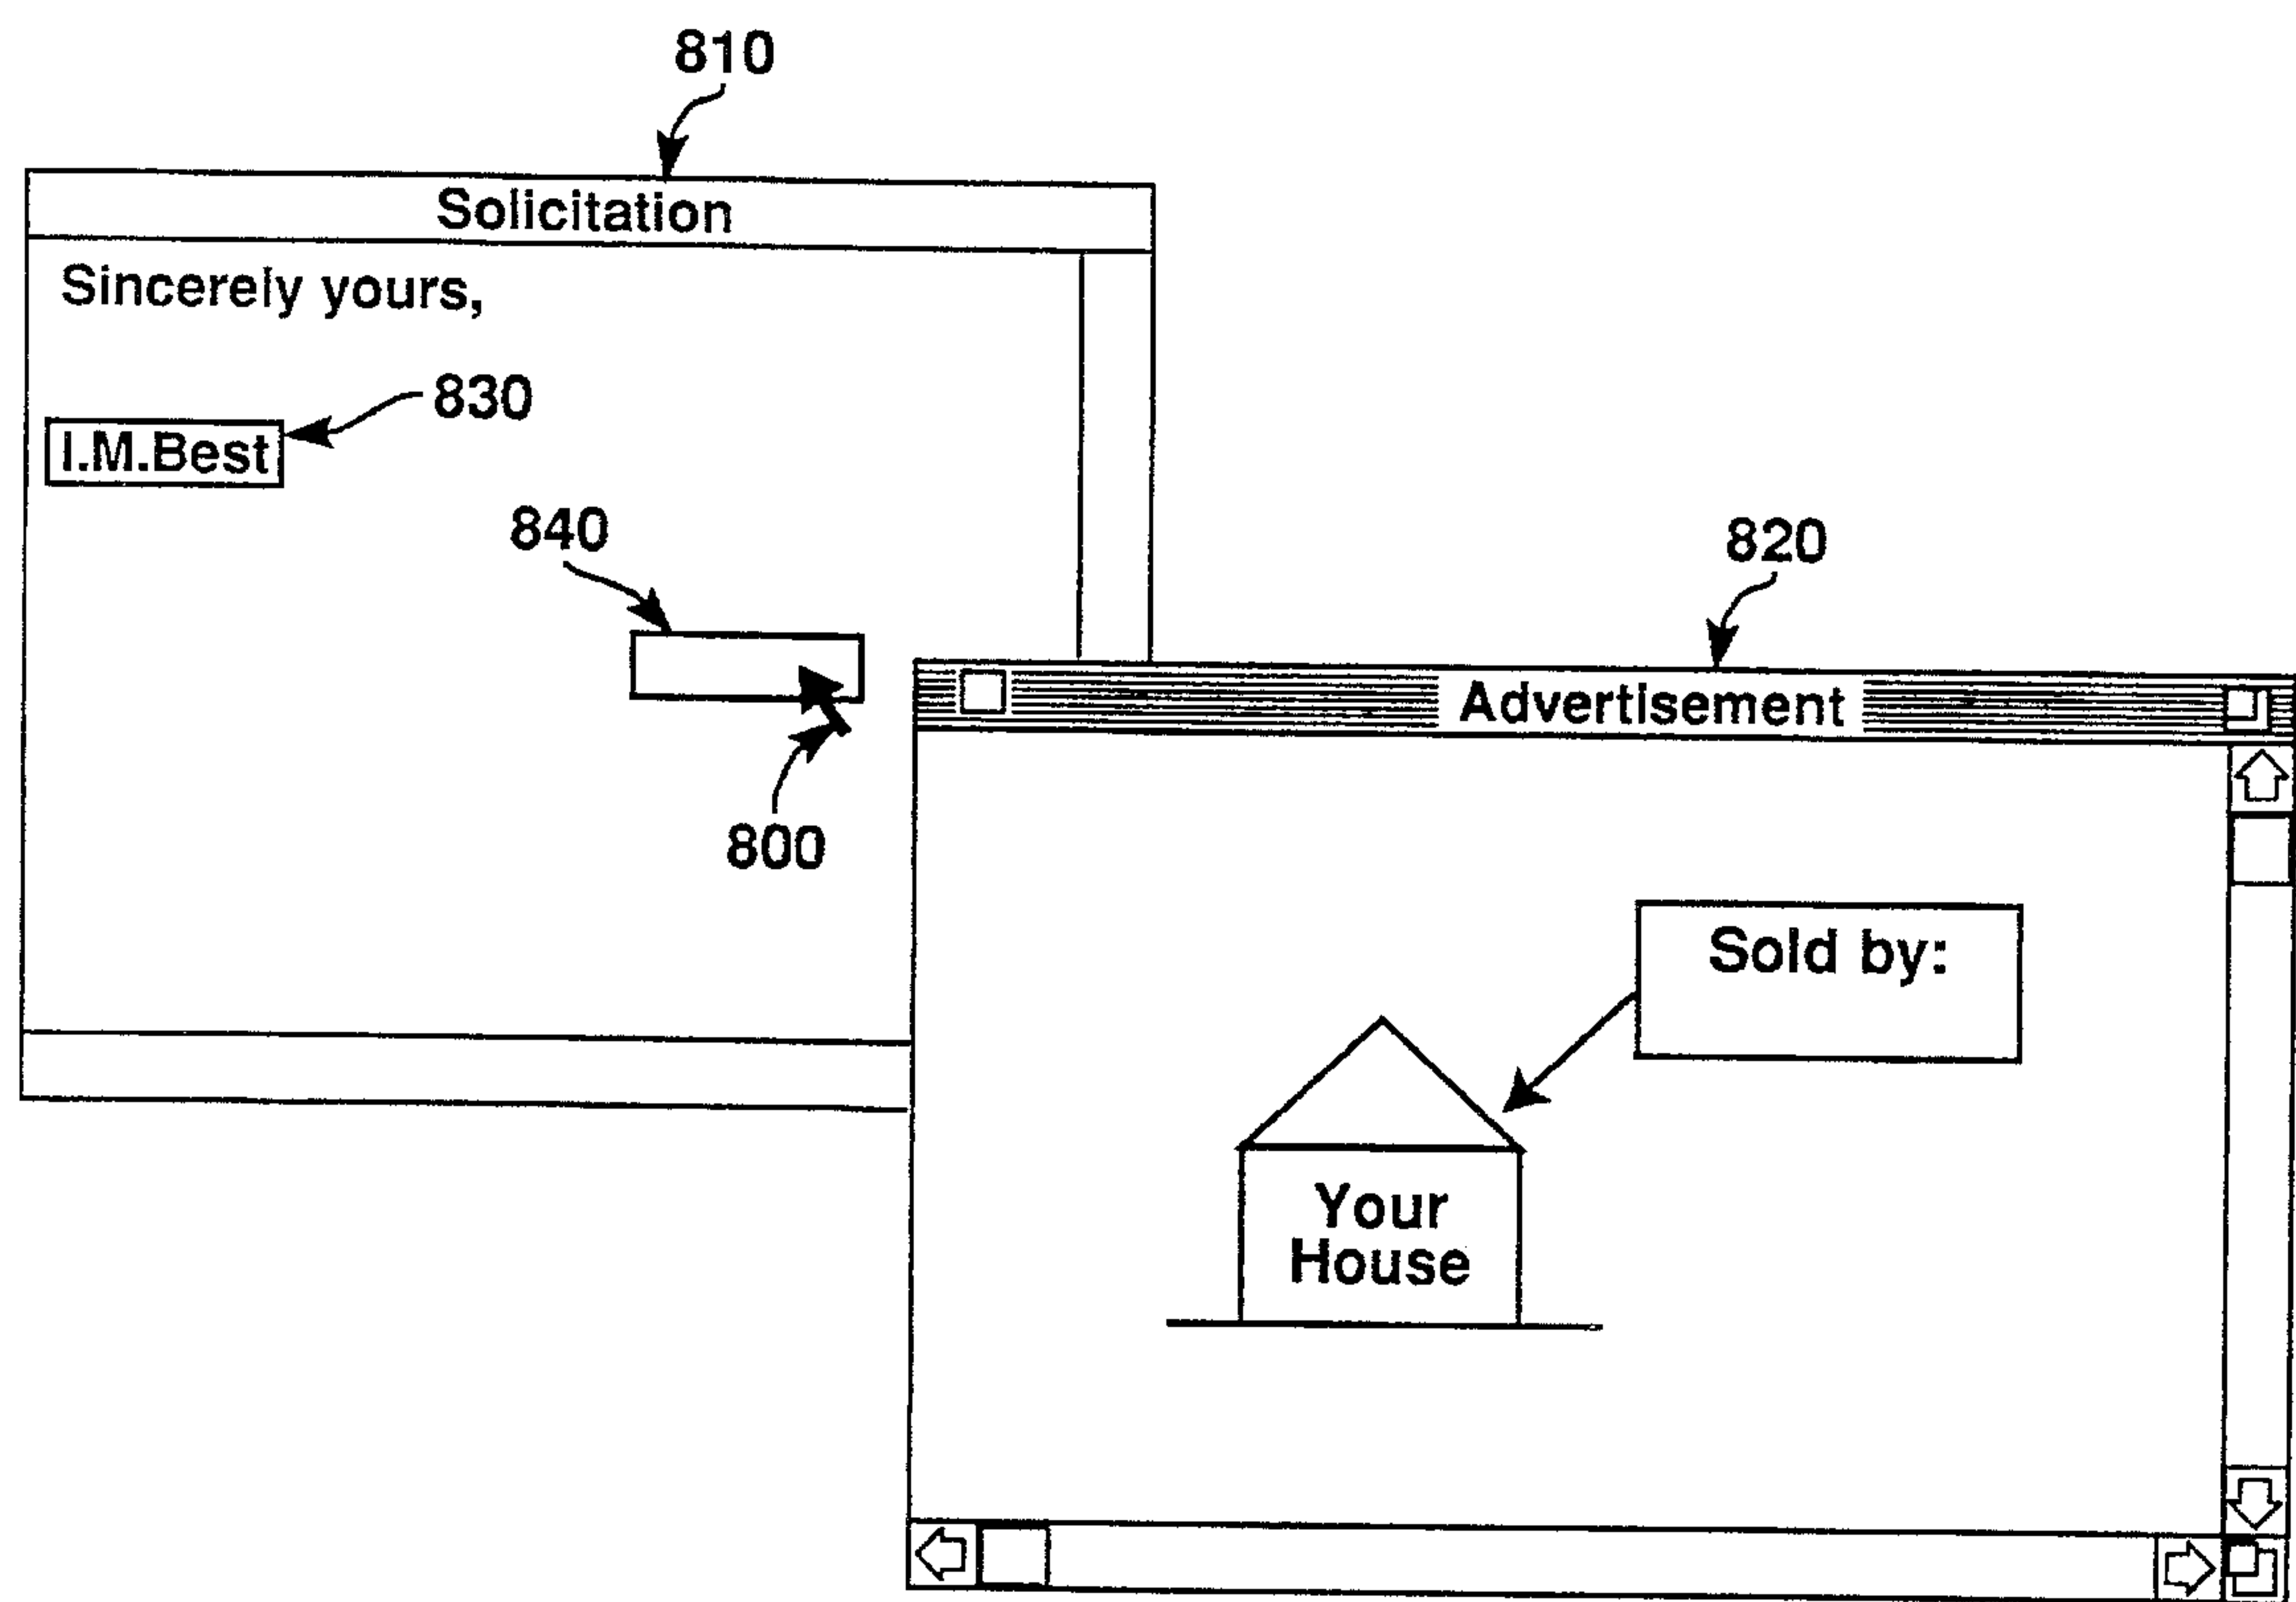 810
Solicitation
Sincerely yours,
830
I.M.Best
840
800
820
Advertisement
Sold by:
Your
House